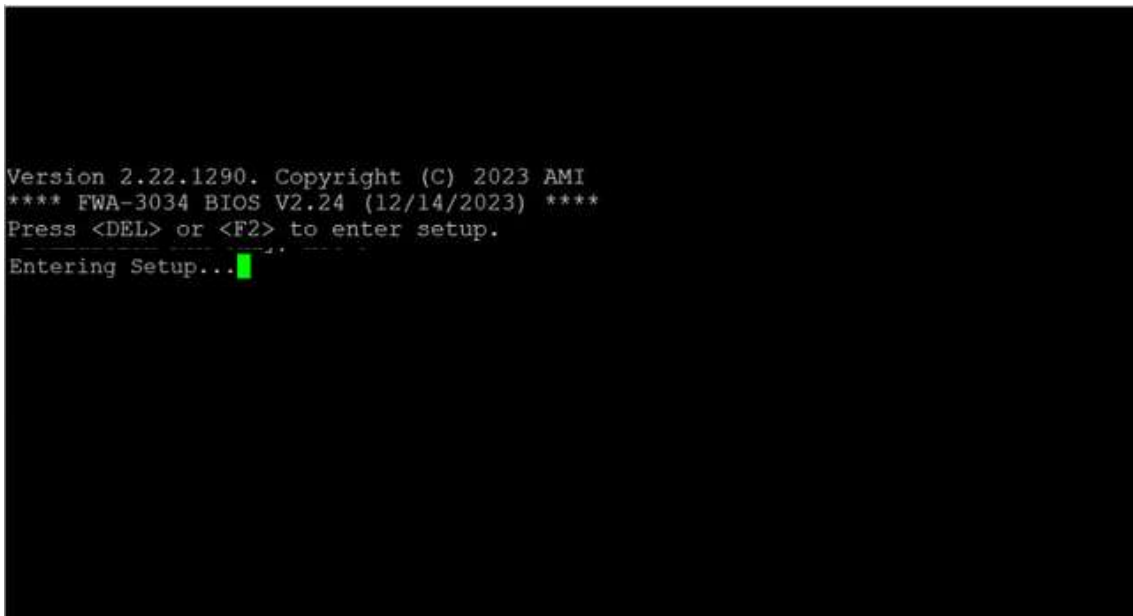 Version 2.22.1290. Copyright (C) 2023 AMI
**** FWA-3034 BIOS V2.24 (12/14/2023) ****
Press <DEL> or <F2> to enter setup.
Entering Setup...